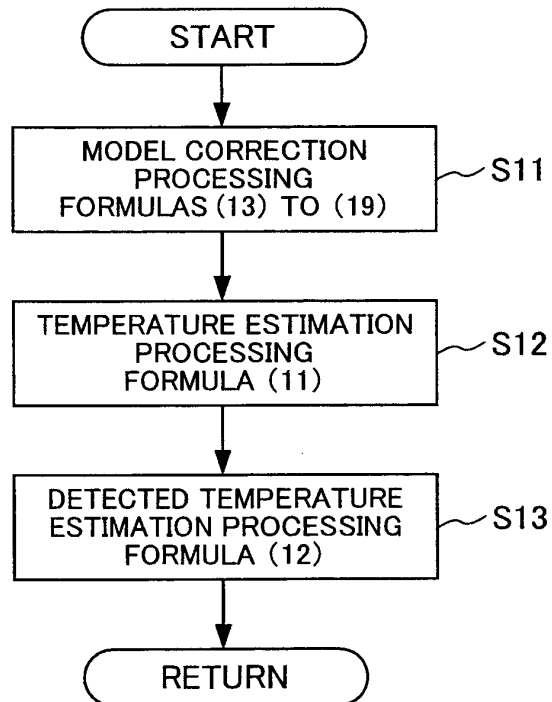 START
MODEL CORRECTION
PROCESSING
FORMULAS (13) TO (19)
S11
TEMPERATURE ESTIMATION
PROCESSING
FORMULA (11)
S12
DETECTED TEMPERATURE
ESTIMATION PROCESSING
FORMULA (12)
S13
RETURN